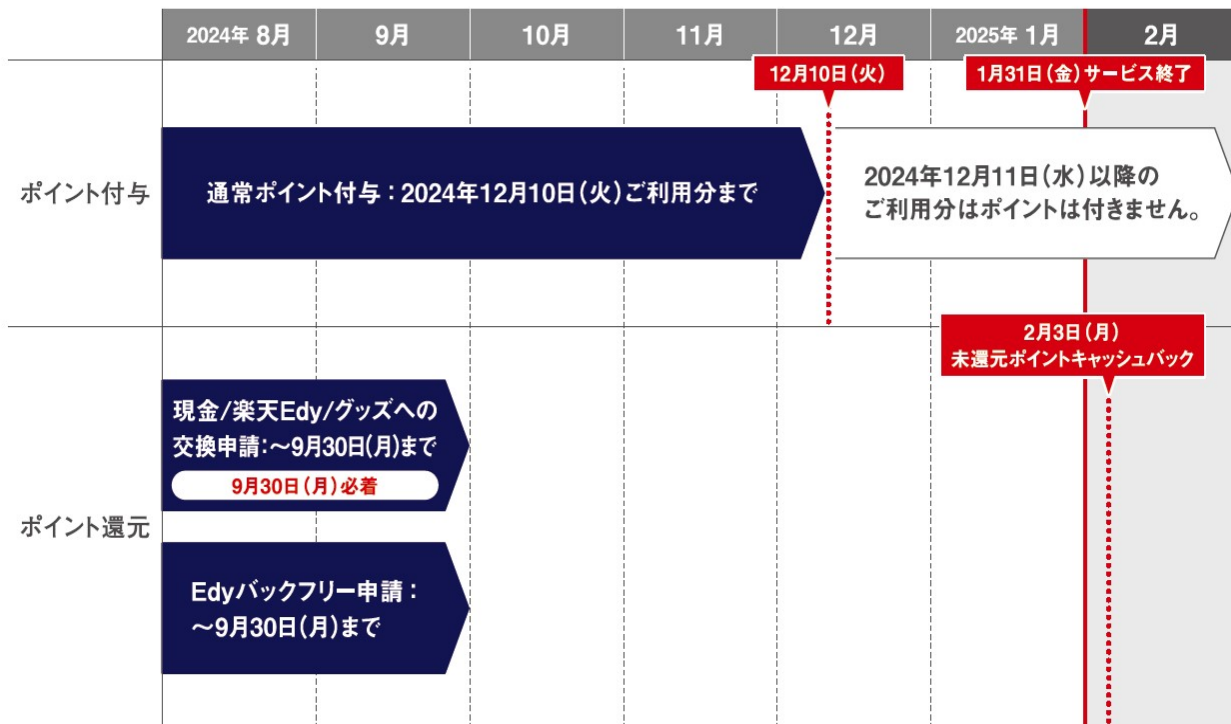 2024年 8月
9月
10月
11月
12月
2025年 1月
2月
12月10日(火)
1月31日(金)サービス終了
ポイント付与
通常ポイント付与：2024年12月10日(火)ご利用分まで
2024年12月11日(水)以降の
ご利用分はポイントは付きません。
2月3日(月)
未還元ポイントキャッシュバック
ポイント還元
現金/楽天Edy/グッズへの
交換申請:～9月30日(月)まで
9月30日(月)必着
Edyバックフリー申請：
～9月30日(月)まで